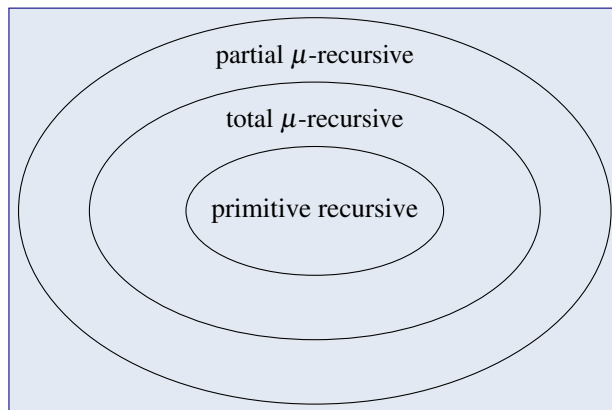 partial μ-recursive
total μ-recursive
primitive recursive